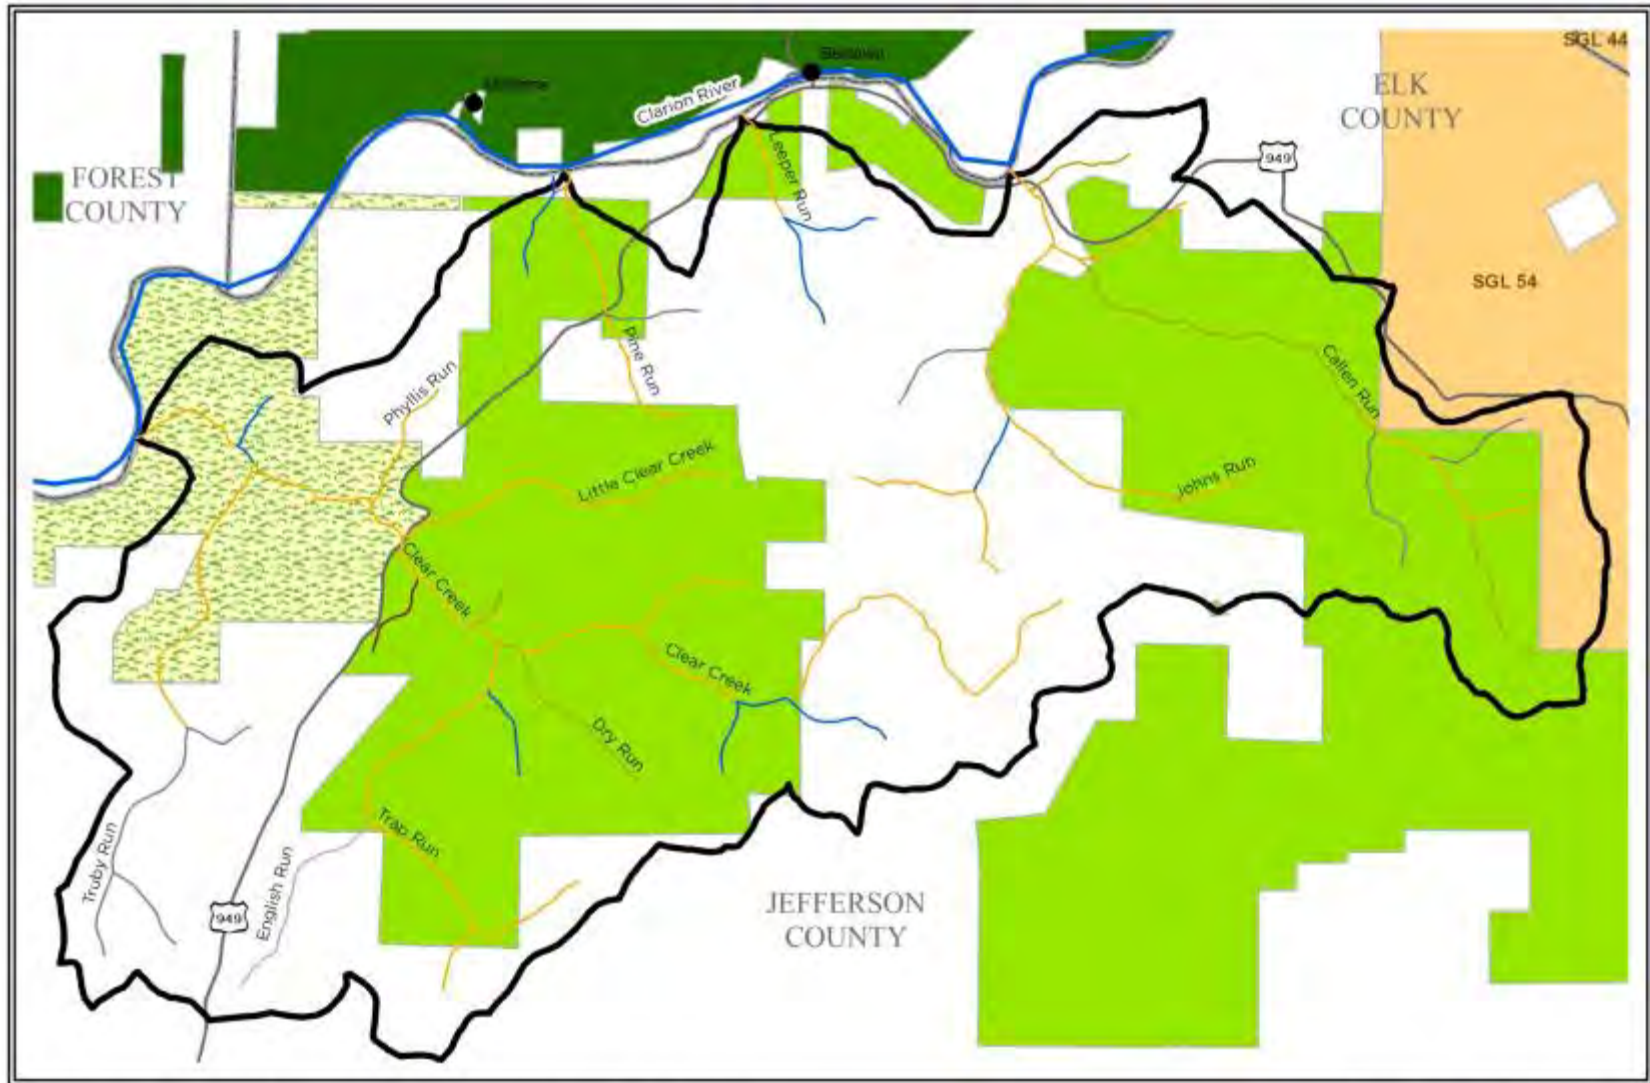 SGL 44
Clarion River
ELK
COUNTY
949
FOREST
COUNTY
Leeper Run
SGL 54
Pine Run
Phyllis Run
Callen Run
Little Clear Creek
Johns Run
Clear Creek
Clear Creek
Dry Run
Trap Run
Truby Run
English Run
949
JEFFERSON
COUNTY